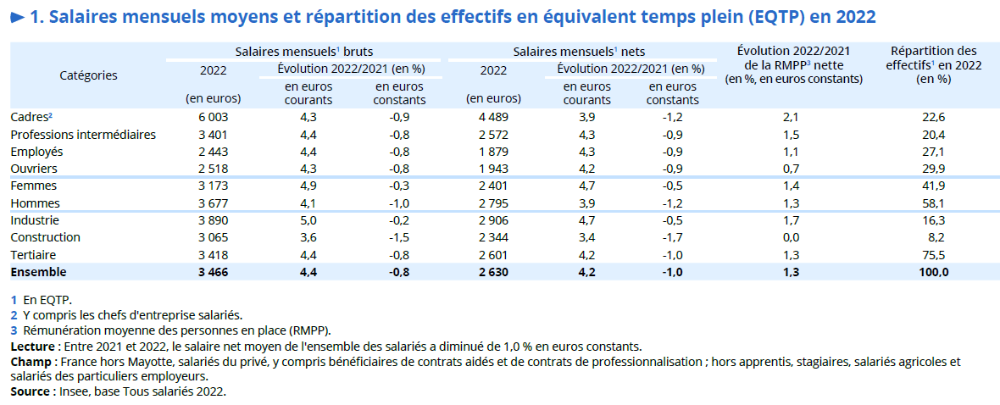 1. Salaires mensuels moyens et répartition des effectifs en équivalent temps plein (EQTP) en 2022
Catégories
Salaires mensuels¹ bruts
Salaires mensuels¹ nets
Évolution 2022/2021
de la RMPP³ nette
(en %, en euros constants)
Répartition des
effectifs¹ en 2022
(en %)
2022
(en euros)
Évolution 2022/2021 (en %)
2022
(en euros)
Évolution 2022/2021 (en %)
en euros
courants
en euros
constants
en euros
courants
en euros
constants
Cadres² 6 003 4,3 -0,9 4 489 3,9 -1,2 2,1 22,6
Professions intermédiaires 3 401 4,4 -0,8 2 572 4,3 -0,9 1,5 20,4
Employés 2 443 4,4 -0,8 1 879 4,3 -0,9 1,1 27,1
Ouvriers 2 518 4,3 -0,8 1 943 4,2 -0,9 0,7 29,9
Femmes 3 173 4,9 -0,3 2 401 4,7 -0,5 1,4 41,9
Hommes 3 677 4,1 -1,0 2 795 3,9 -1,2 1,3 58,1
Industrie 3 890 5,0 -0,2 2 906 4,7 -0,5 1,7 16,3
Construction 3 065 3,6 -1,5 2 344 3,4 -1,7 0,0 8,2
Tertiaire 3 418 4,4 -0,8 2 601 4,2 -1,0 1,3 75,5
Ensemble 3 466 4,4 -0,8 2 630 4,2 -1,0 1,3 100,0
1 En EQTP.
2 Y compris les chefs d'entreprise salariés.
3 Rémunération moyenne des personnes en place (RMPP).
Lecture : Entre 2021 et 2022, le salaire net moyen de l'ensemble des salariés a diminué de 1,0 % en euros constants.
Champ : France hors Mayotte, salariés du privé, y compris bénéficiaires de contrats aidés et de contrats de professionnalisation ; hors apprentis, stagiaires, salariés agricoles et
salariés des particuliers employeurs.
Source : Insee, base Tous salariés 2022.